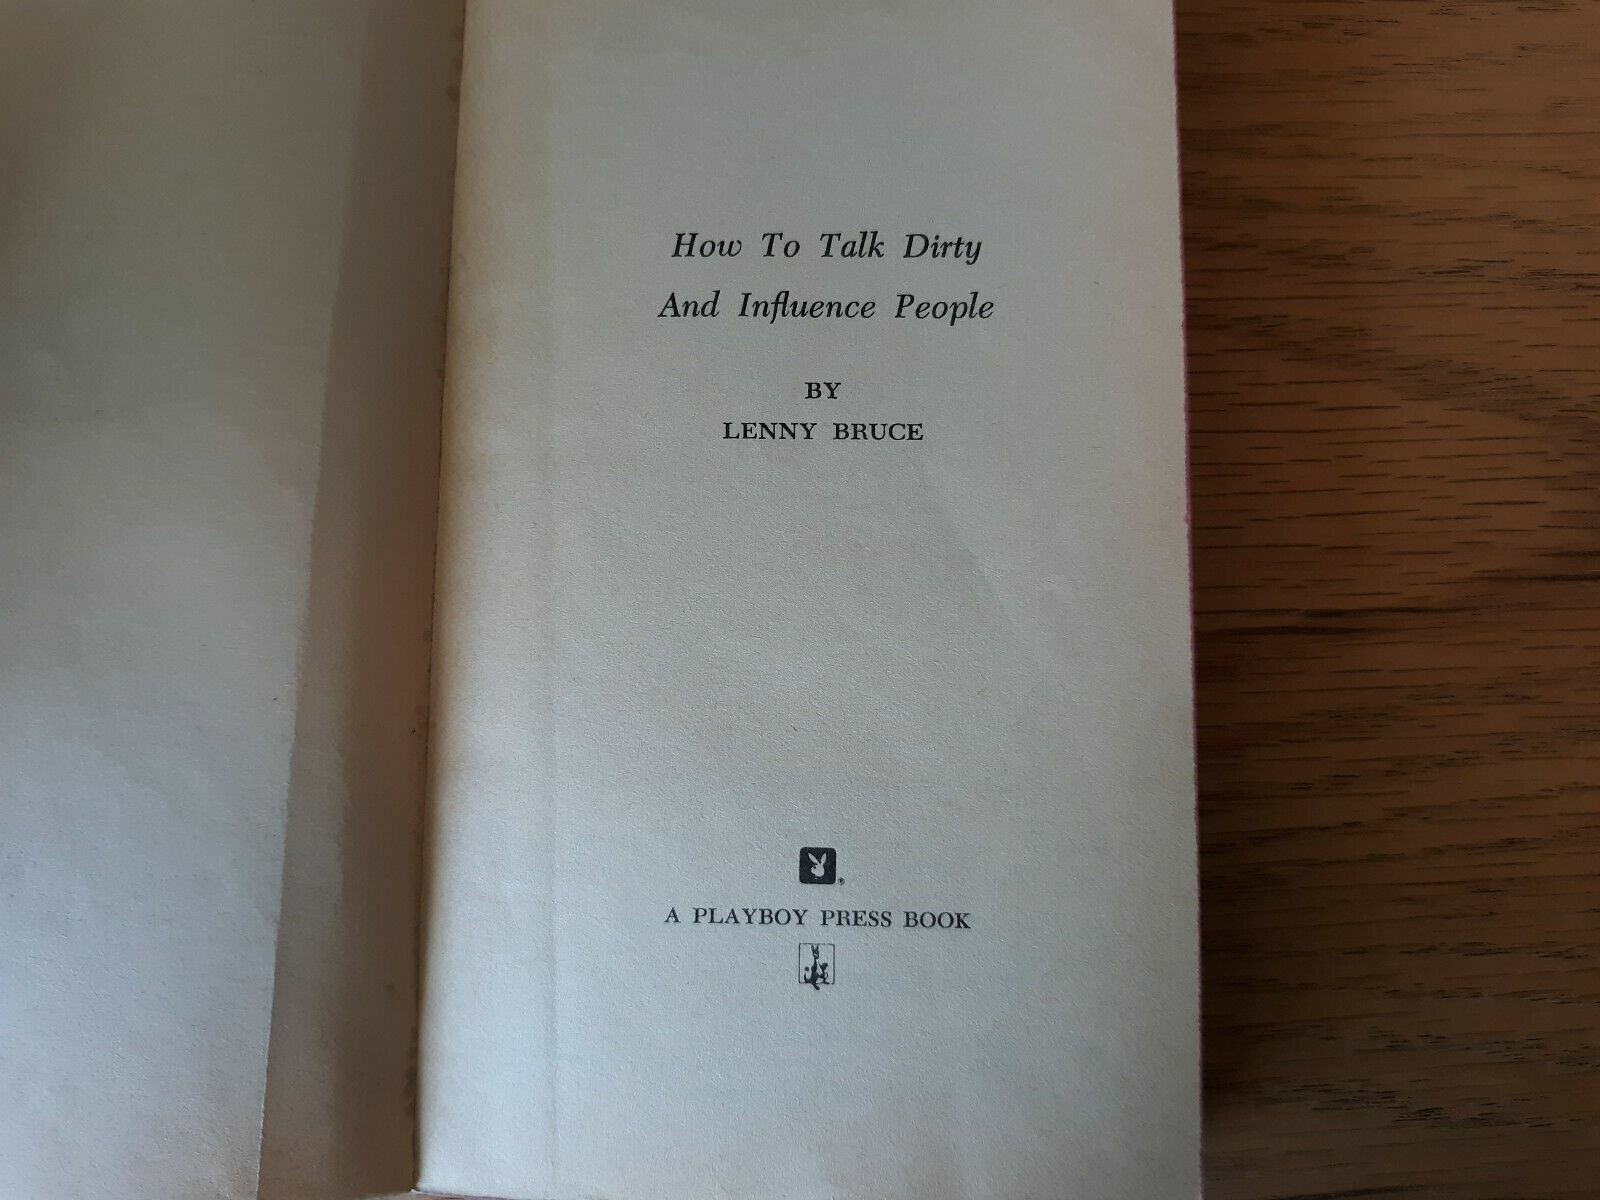 How To Talk Dirty
And Influence People
BY
LENNY BRUCE
A PLAYBOY PRESS BOOK